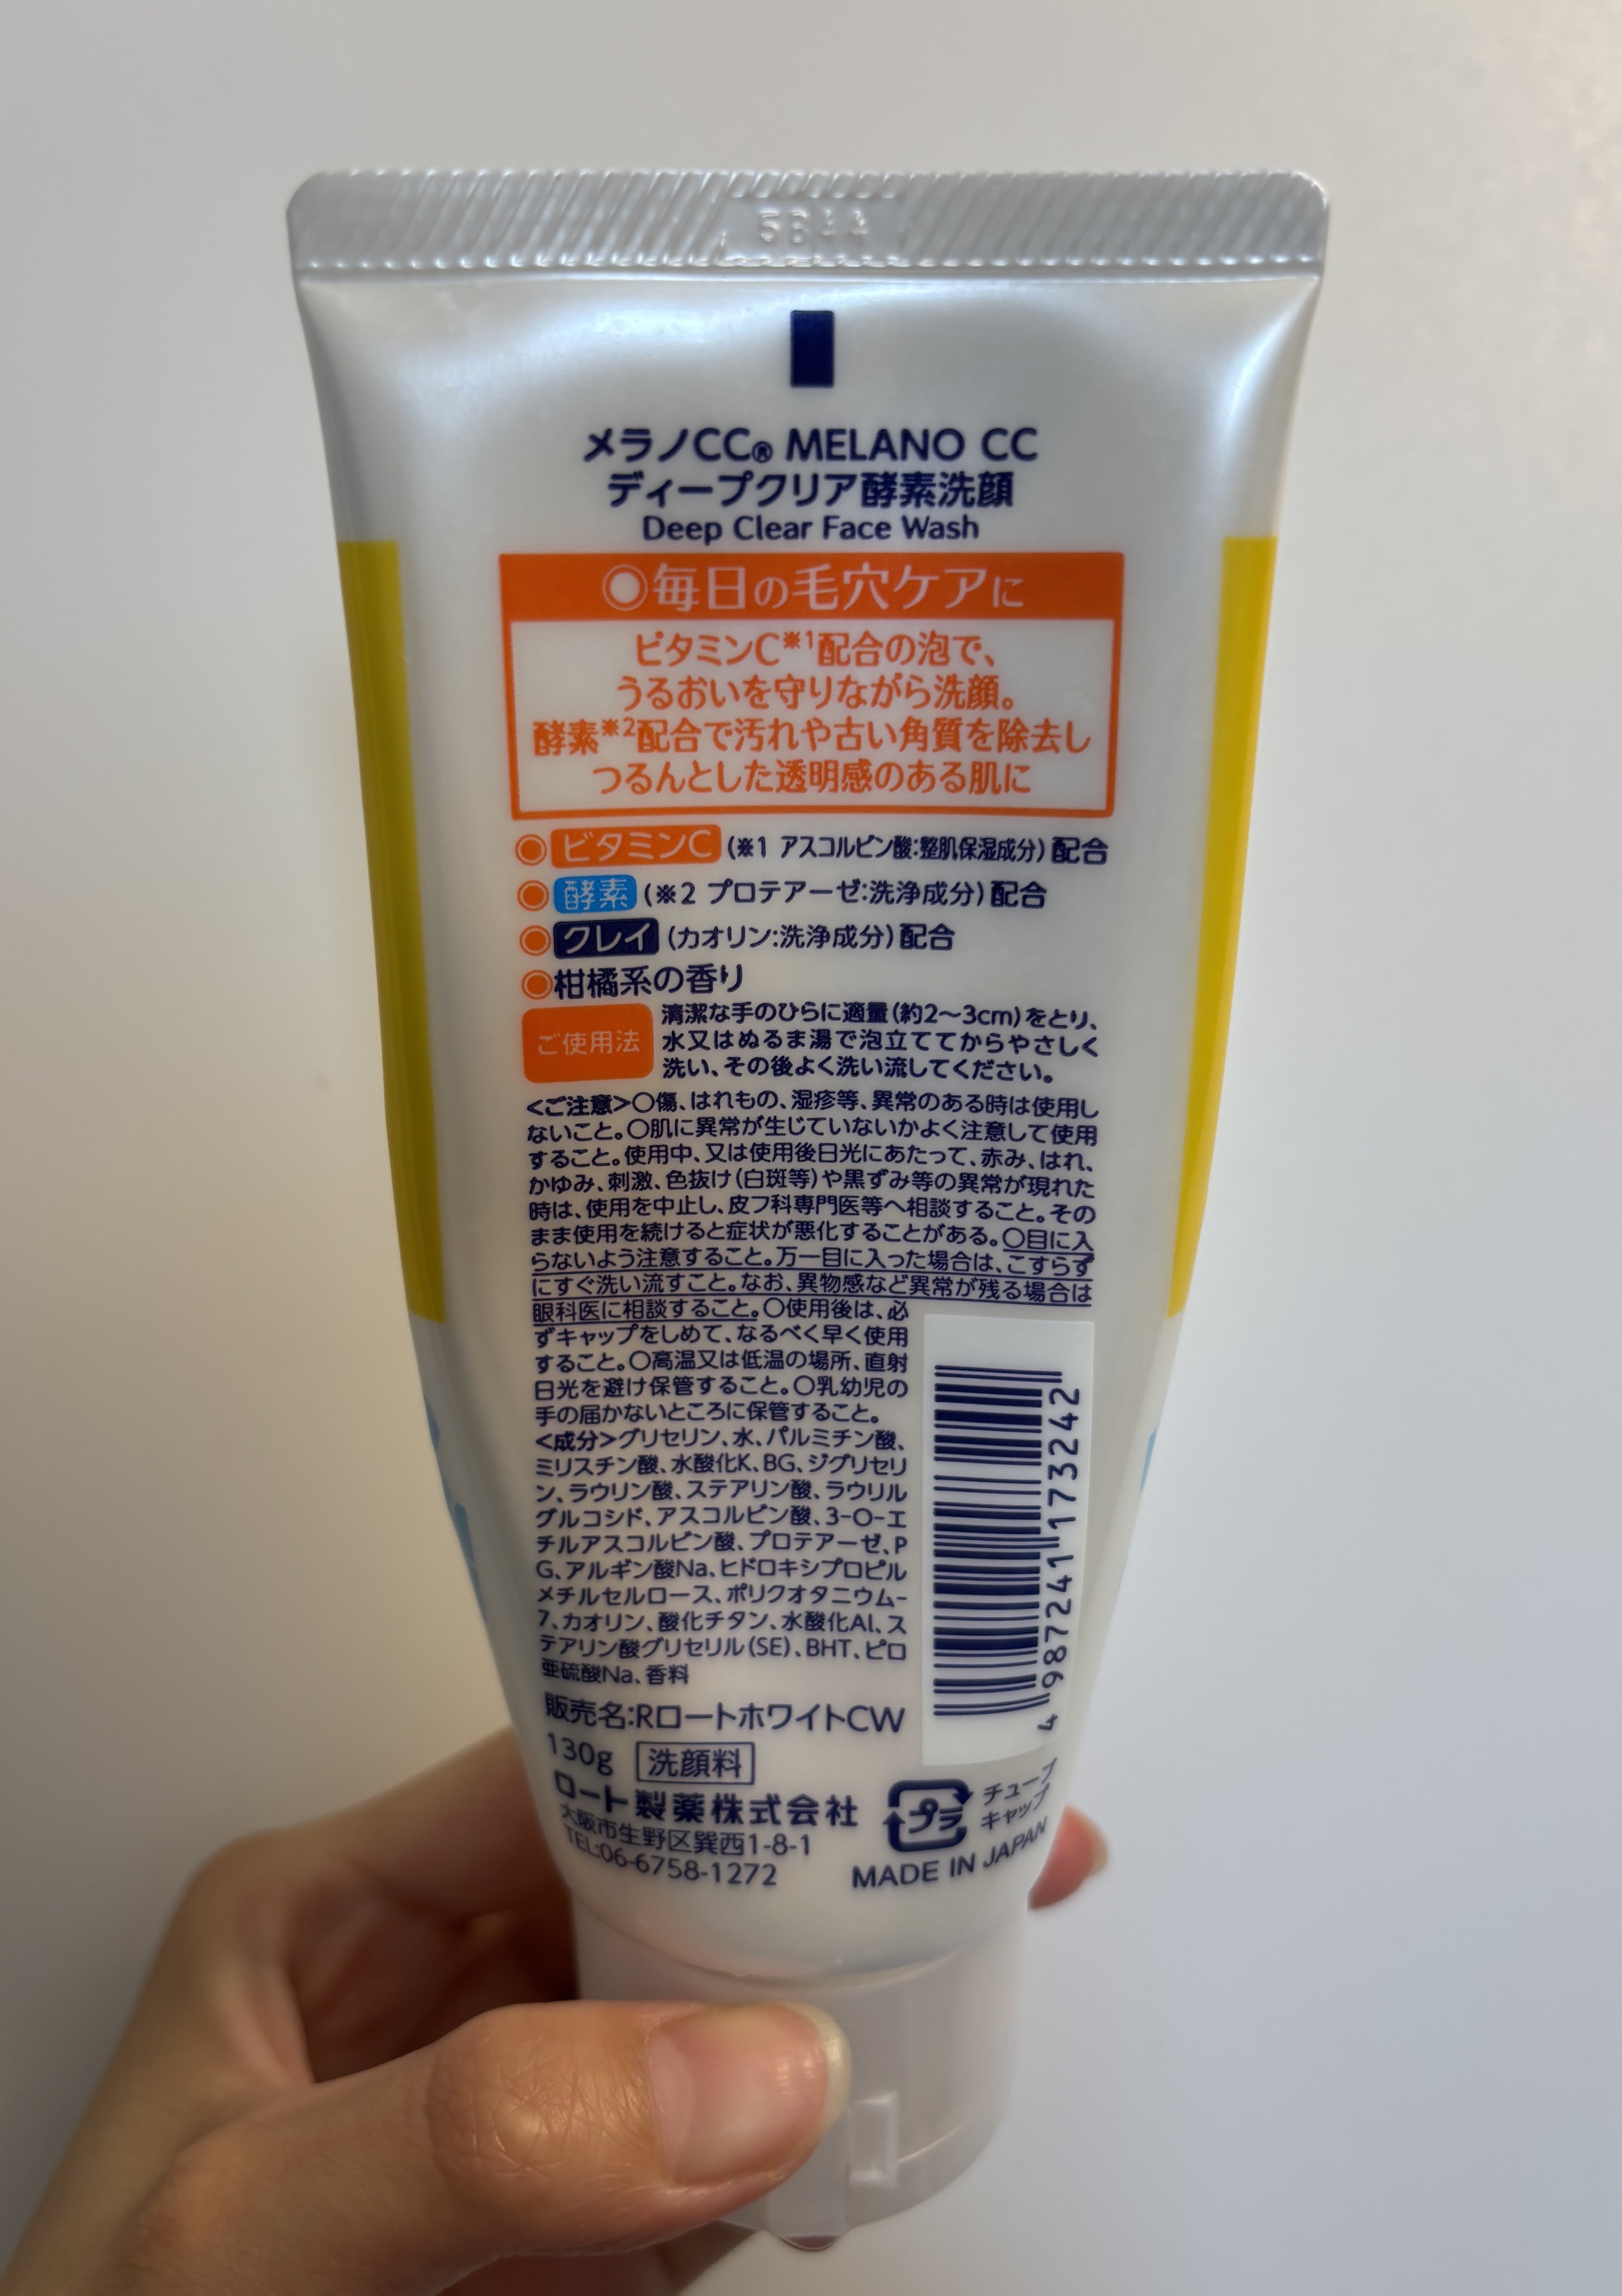 メラノCC® MELANO CC
ディープクリア酵素洗顔
Deep Clear Face Wash
◎毎日の毛穴ケアに
ビタミンC※1配合の泡で、
うるおいを守りながら洗顔。
酵素※2配合で汚れや古い角質を除去し
つるんとした透明感のある肌に
◉ビタミンC(※1 アスコルビン酸:整肌保湿成分)配合
◉酵素(※2 プロテアーゼ:洗浄成分)配合
◉クレイ(カオリン:洗浄成分)配合
◉柑橘系の香り
ご使用法
清潔な手のひらに適量(約2〜3cm)をとり、
水又はぬるま湯で泡立ててからやさしく
洗い、その後よく洗い流してください。
<ご注意>○傷、はれもの、湿疹等、異常のある時は使用し
ないこと。○肌に異常が生じていないかよく注意して使用
すること。使用中、又は使用後日光にあたって、赤み、はれ、
かゆみ、刺激、色抜け(白斑等)や黒ずみ等の異常が現れた
時は、使用を中止し、皮フ科専門医等へ相談すること。その
まま使用を続けると症状が悪化することがある。○目に入
らないよう注意すること。万一目に入った場合は、こすらず
にすぐ洗い流すこと。なお、異物感など異常が残る場合は
眼科医に相談すること。○使用後は、必
ずキャップをしめて、なるべく早く使用
すること。○高温又は低温の場所、直射
日光を避け保管すること。○乳幼児の
手の届かないところに保管すること。
<成分>グリセリン、水、パルミチン酸、
ミリスチン酸、水酸化K、BG、ジグリセリ
ン、ラウリン酸、ステアリン酸、ラウリル
グルコシド、アスコルビン酸、3-O-エ
チルアスコルビン酸、プロテアーゼ、P
G、アルギン酸Na、ヒドロキシプロピル
メチルセルロース、ポリクオタニウム-
7、カオリン、酸化チタン、水酸化Al、ス
テアリン酸グリセリル(SE)、BHT、ピロ
亜硫酸Na、香料
4 987241 173242
販売名:RロートホワイトCW
130g 洗顔料
ロート製薬株式会社
大阪市生野区巽西1-8-1
TEL:06-6758-1272
プラ
チューブ
キャップ
MADE IN JAPAN